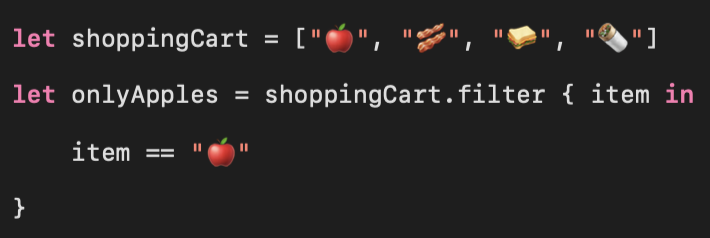 let shoppingCart = ["🍎", "🥓", "🥪", "🌯"]
let onlyApples = shoppingCart.filter { item in
    item == "🍎"
}